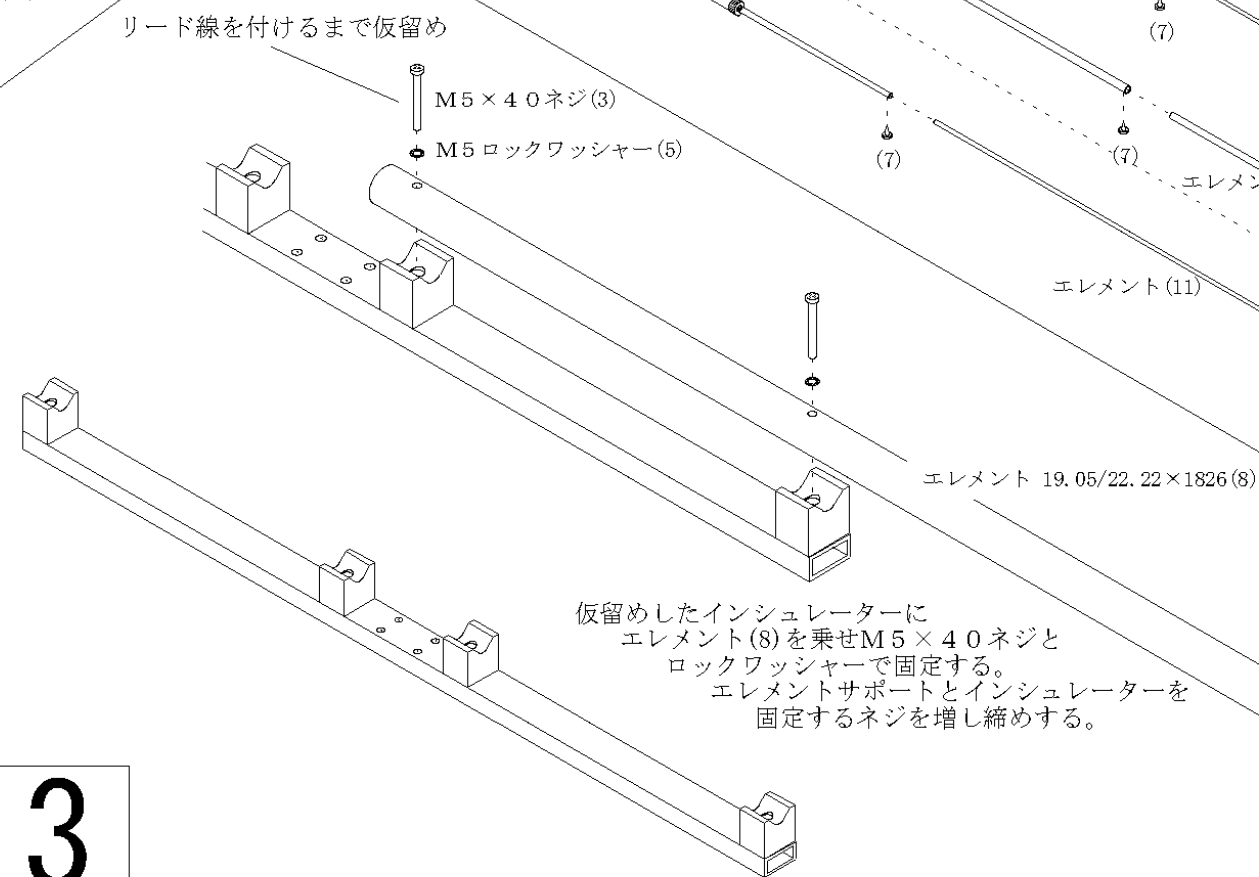 リード線を付けるまで仮留め
M5×40ネジ(3)
M5ロックワッシャー(5)
(7)
(7)
(7)
エレメン
エレメント(11)
エレメント 19.05/22.22×1826(8)
仮留めしたインシュレーターに
エレメント(8)を乗せM5×40ネジと
ロックワッシャーで固定する。
エレメントサポートとインシュレーターを
固定するネジを増し締めする。
3